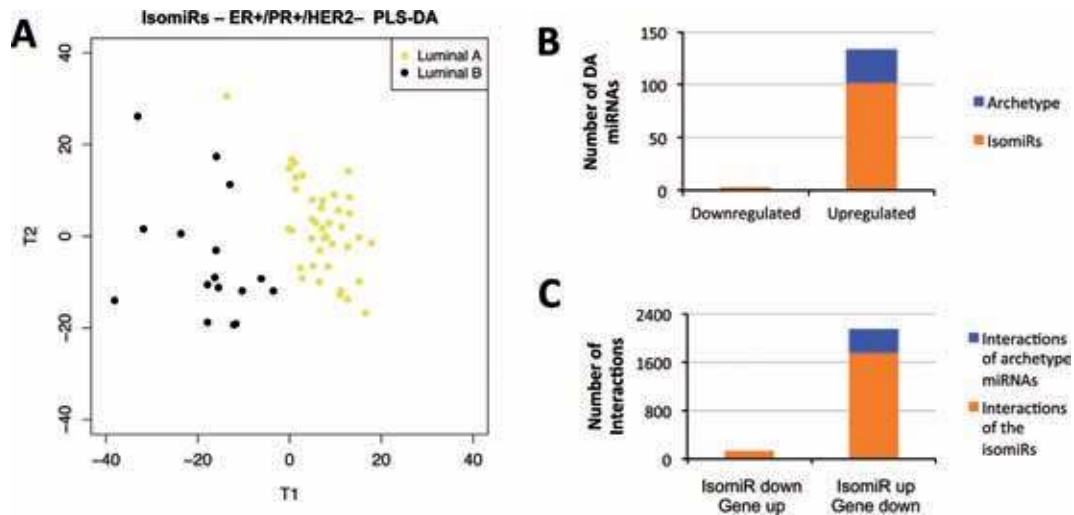 A
IsomiRs – ER+/PR+/HER2– PLS-DA
Luminal A
Luminal B
40
20
0
−20
−40
T2
−40
−20
0
20
40
T1
B
Number of DA
miRNAs
150
100
50
0
Downregulated
Upregulated
Archetype
IsomiRs
C
Number of
Interactions
2400
1600
800
0
IsomiR down
Gene up
IsomiR up
Gene down
Interactions
of archetype
miRNAs
Interactions
of the
isomiRs